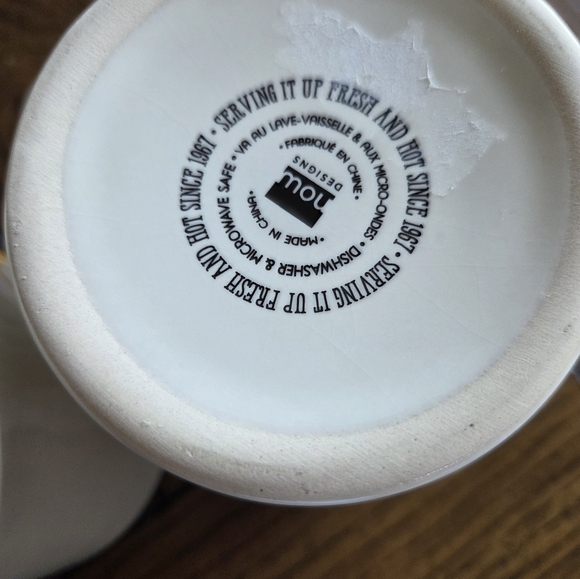 • SERVING IT UP FRESH AND HOT SINCE 1967 • SERVING IT UP FRESH AND HOT SINCE 1967
• VA AU LAVE-VAISSELLE & AUX MICRO-ONDES • DISHWASHER & MICROWAVE SAFE
• FABRIQUÉ EN CHINE •
now
DESIGNS
• MADE IN CHINA •